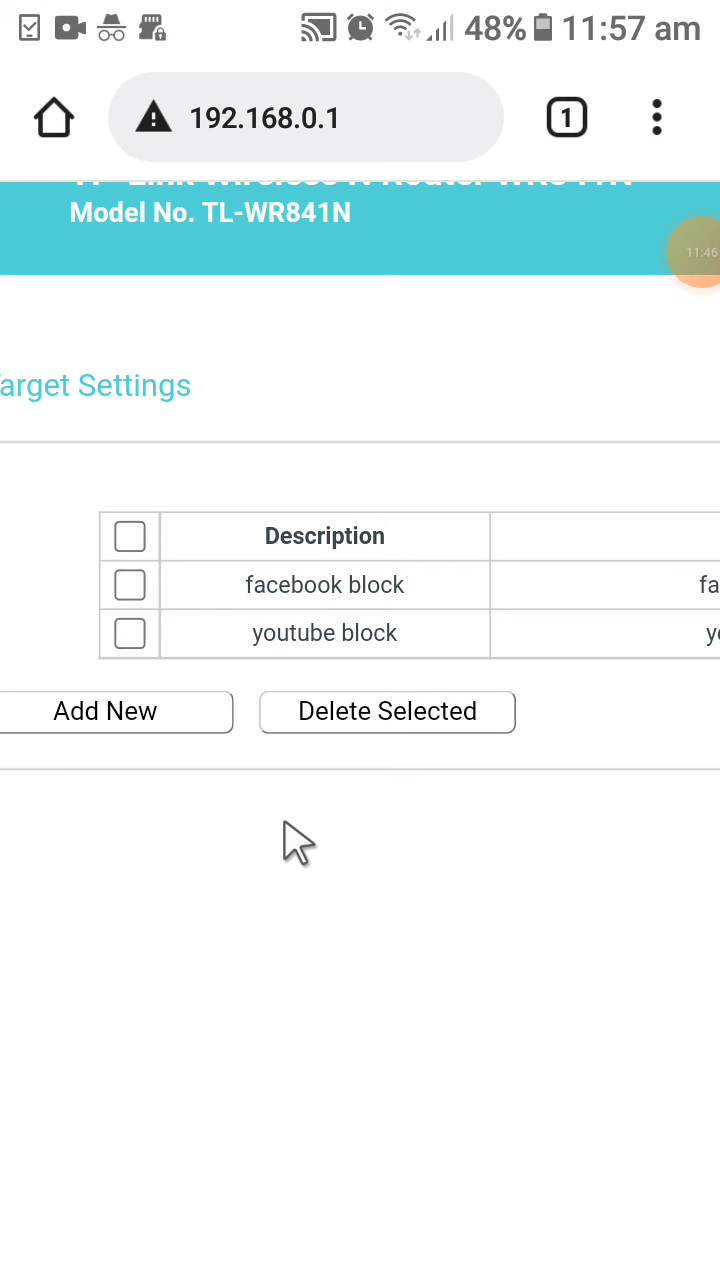 48% 11:57 am
192.168.0.1
1
Model No. TL-WR841N
11:46
arget Settings
Description
facebook block
fa
youtube block
Add New
Delete Selected